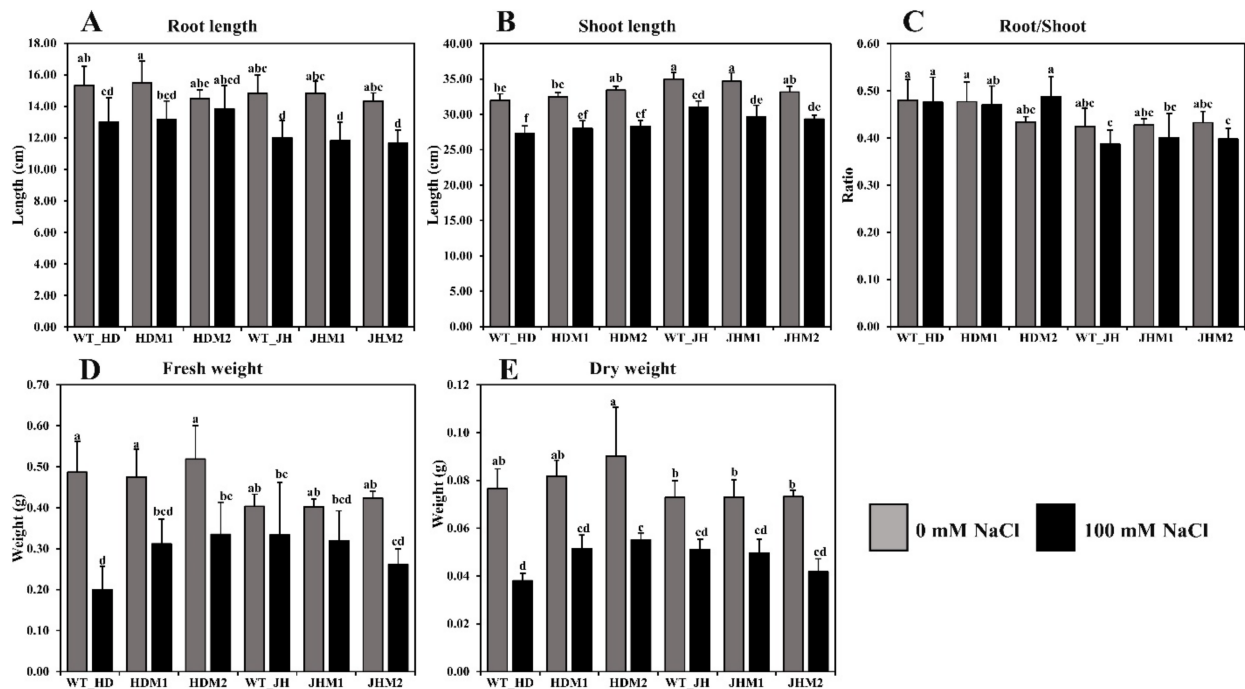 A Root length
18.00
16.00
14.00
12.00
10.00
8.00
6.00
4.00
2.00
0.00
Length (cm)
ab cd a bcd abc abcd abc d abc d abc d
WT_HD HDM1 HDM2 WT_JH JHM1 JHM2
B Shoot length
40.00
35.00
30.00
25.00
20.00
15.00
10.00
5.00
0.00
Length (cm)
bc f bc ef ab cf a cd a de ab dc
WT_HD HDM1 HDM2 WT_JH JHM1 JHM2
C Root/Shoot
0.60
0.50
0.40
0.30
0.20
0.10
0.00
Ratio
a a a ab abc a abc c abc bc abc c
WT_HD HDM1 HDM2 WT_JH JHM1 JHM2
D Fresh weight
0.70
0.60
0.50
0.40
0.30
0.20
0.10
0.00
Weight (g)
a d a bcd a bc ab bc ab bcd ab cd
WT_HD HDM1 HDM2 WT_JH JHM1 JHM2
E Dry weight
0.12
0.10
0.08
0.06
0.04
0.02
0.00
Weight (g)
ab d ab cd a c b cd b cd b cd
WT_HD HDM1 HDM2 WT_JH JHM1 JHM2
0 mM NaCl 100 mM NaCl